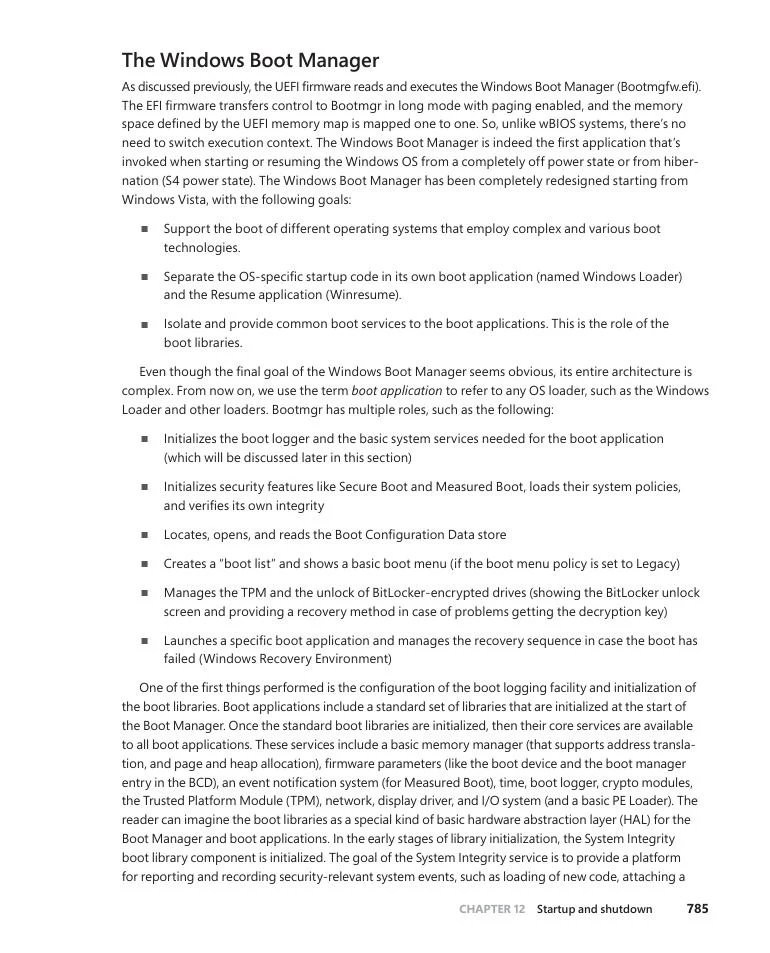 The Windows Boot Manager
As discussed previously, the UEFI firmware reads and executes the Windows Boot Manager (Bootmgfw.efi).
The EFI firmware transfers control to Bootmgr in long mode with paging enabled, and the memory
space defined by the UEFI memory map is mapped one to one. So, unlike wBIOS systems, there’s no
need to switch execution context. The Windows Boot Manager is indeed the first application that’s
invoked when starting or resuming the Windows OS from a completely off power state or from hiber-
nation (S4 power state). The Windows Boot Manager has been completely redesigned starting from
Windows Vista, with the following goals:
■ Support the boot of different operating systems that employ complex and various boot
technologies.
■ Separate the OS-specific startup code in its own boot application (named Windows Loader)
and the Resume application (Winresume).
■ Isolate and provide common boot services to the boot applications. This is the role of the
boot libraries.
Even though the final goal of the Windows Boot Manager seems obvious, its entire architecture is
complex. From now on, we use the term boot application to refer to any OS loader, such as the Windows
Loader and other loaders. Bootmgr has multiple roles, such as the following:
■ Initializes the boot logger and the basic system services needed for the boot application
(which will be discussed later in this section)
■ Initializes security features like Secure Boot and Measured Boot, loads their system policies,
and verifies its own integrity
■ Locates, opens, and reads the Boot Configuration Data store
■ Creates a “boot list” and shows a basic boot menu (if the boot menu policy is set to Legacy)
■ Manages the TPM and the unlock of BitLocker-encrypted drives (showing the BitLocker unlock
screen and providing a recovery method in case of problems getting the decryption key)
■ Launches a specific boot application and manages the recovery sequence in case the boot has
failed (Windows Recovery Environment)
One of the first things performed is the configuration of the boot logging facility and initialization of
the boot libraries. Boot applications include a standard set of libraries that are initialized at the start of
the Boot Manager. Once the standard boot libraries are initialized, then their core services are available
to all boot applications. These services include a basic memory manager (that supports address transla-
tion, and page and heap allocation), firmware parameters (like the boot device and the boot manager
entry in the BCD), an event notification system (for Measured Boot), time, boot logger, crypto modules,
the Trusted Platform Module (TPM), network, display driver, and I/O system (and a basic PE Loader). The
reader can imagine the boot libraries as a special kind of basic hardware abstraction layer (HAL) for the
Boot Manager and boot applications. In the early stages of library initialization, the System Integrity
boot library component is initialized. The goal of the System Integrity service is to provide a platform
for reporting and recording security-relevant system events, such as loading of new code, attaching a
CHAPTER 12 Startup and shutdown 785